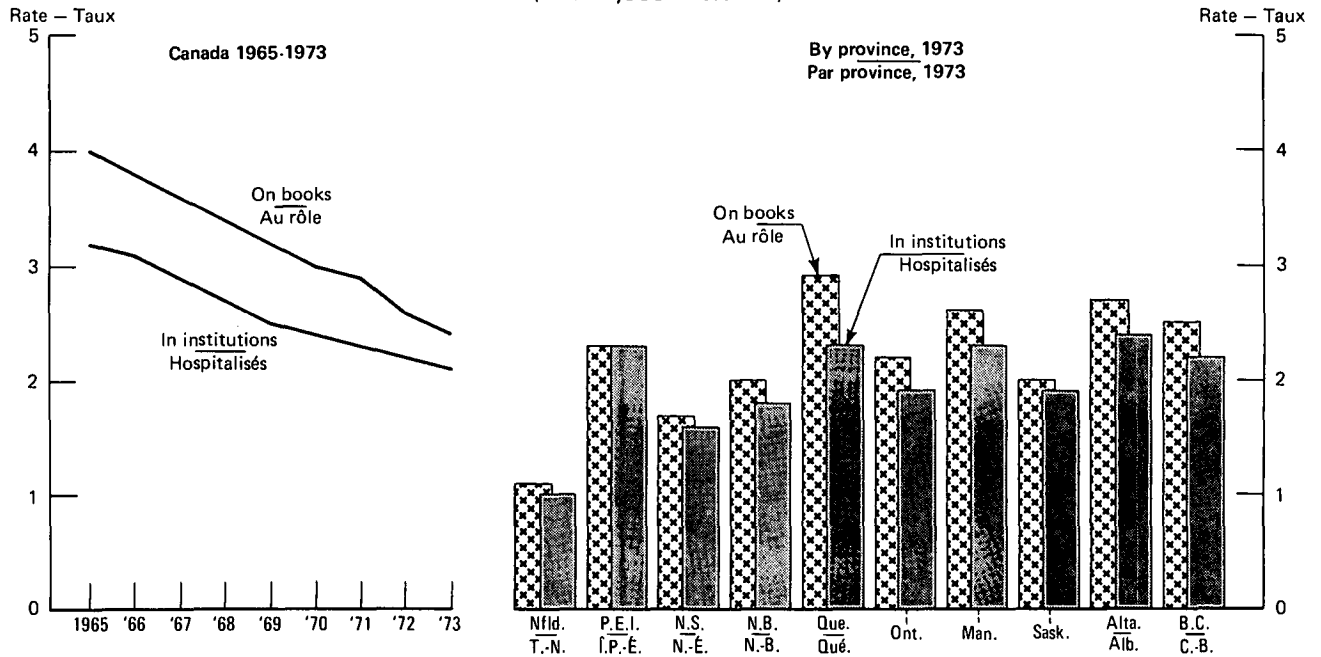 Rate – Taux
5
4
3
2
1
0
Canada 1965-1973
On books
Au rôle
In institutions
Hospitalisés
1965 '66 '67 '68 '69 '70 '71 '72 '73
By province, 1973
Par province, 1973
On books
Au rôle
In institutions
Hospitalisés
Nfld.
T.-N.
P.E.I.
Î.P.-É.
N.S.
N.-É.
N.B.
N.-B.
Que.
Qué.
Ont.
Man.
Sask.
Alta.
Alb.
B.C.
C.-B.
Rate – Taux
5
4
3
2
1
0